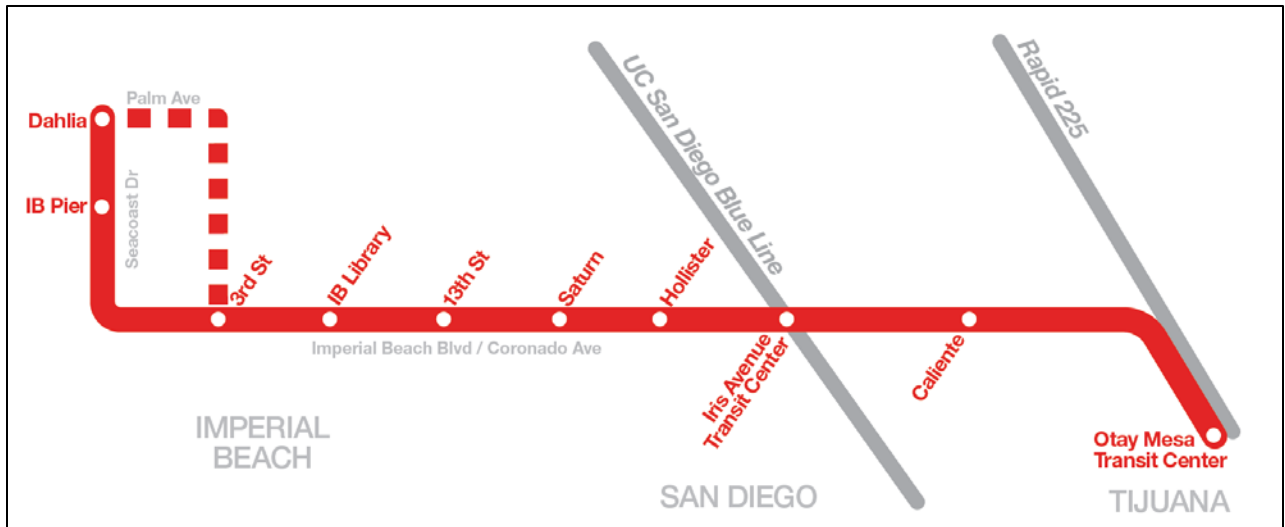 Palm Ave
Dahlia
IB Pier
Seacoast Dr
3rd St
IB Library
13th St
Saturn
Hollister
UC San Diego Blue Line
Rapid 225
Imperial Beach Blvd / Coronado Ave
Iris Avenue
Transit Center
Caliente
Otay Mesa
Transit Center
IMPERIAL
BEACH
SAN DIEGO
TIJUANA